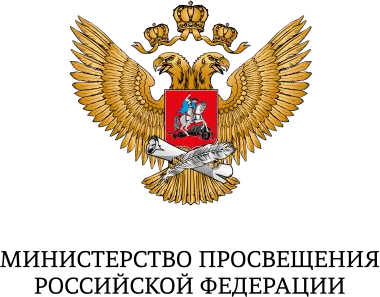 МИНИСТЕРСТВО ПРОСВЕЩЕНИЯ
РОССИЙСКОЙ ФЕДЕРАЦИИ